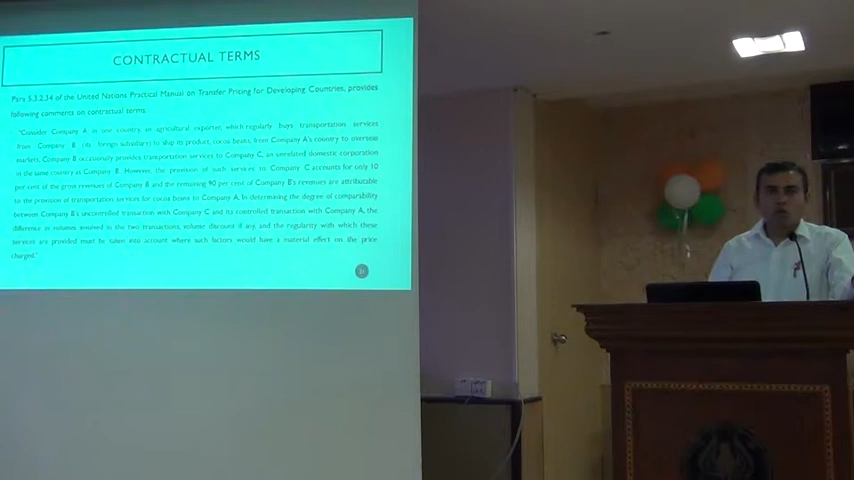 CONTRACTUAL TERMS
Para 5.3.2.34 of the United Nations Practical Manual on Transfer Pricing for Developing Countries, provides
following comments on contractual terms.
"Consider Company A in one country, an agricultural exporter, which regularly buys transportation services
from Company B (its foreign subsidiary) to ship its product, cocoa beans, from Company A's country to overseas
markets. Company B occasionally provides transportation services to Company C, an unrelated domestic corporation
in the same country as Company B. However, the provision of such services to Company C accounts for only 10
per cent of the gross revenues of Company B and the remaining 90 per cent of Company B's revenues are attributable
to the provision of transportation services for cocoa beans to Company A. In determining the degree of comparability
between Company B's uncontrolled transaction with Company C and its controlled transaction with Company A, the
difference in volumes involved in the two transactions, volume discount if any, and the regularity with which these
services are provided must be taken into account where such factors would have a material effect on the price
charged."